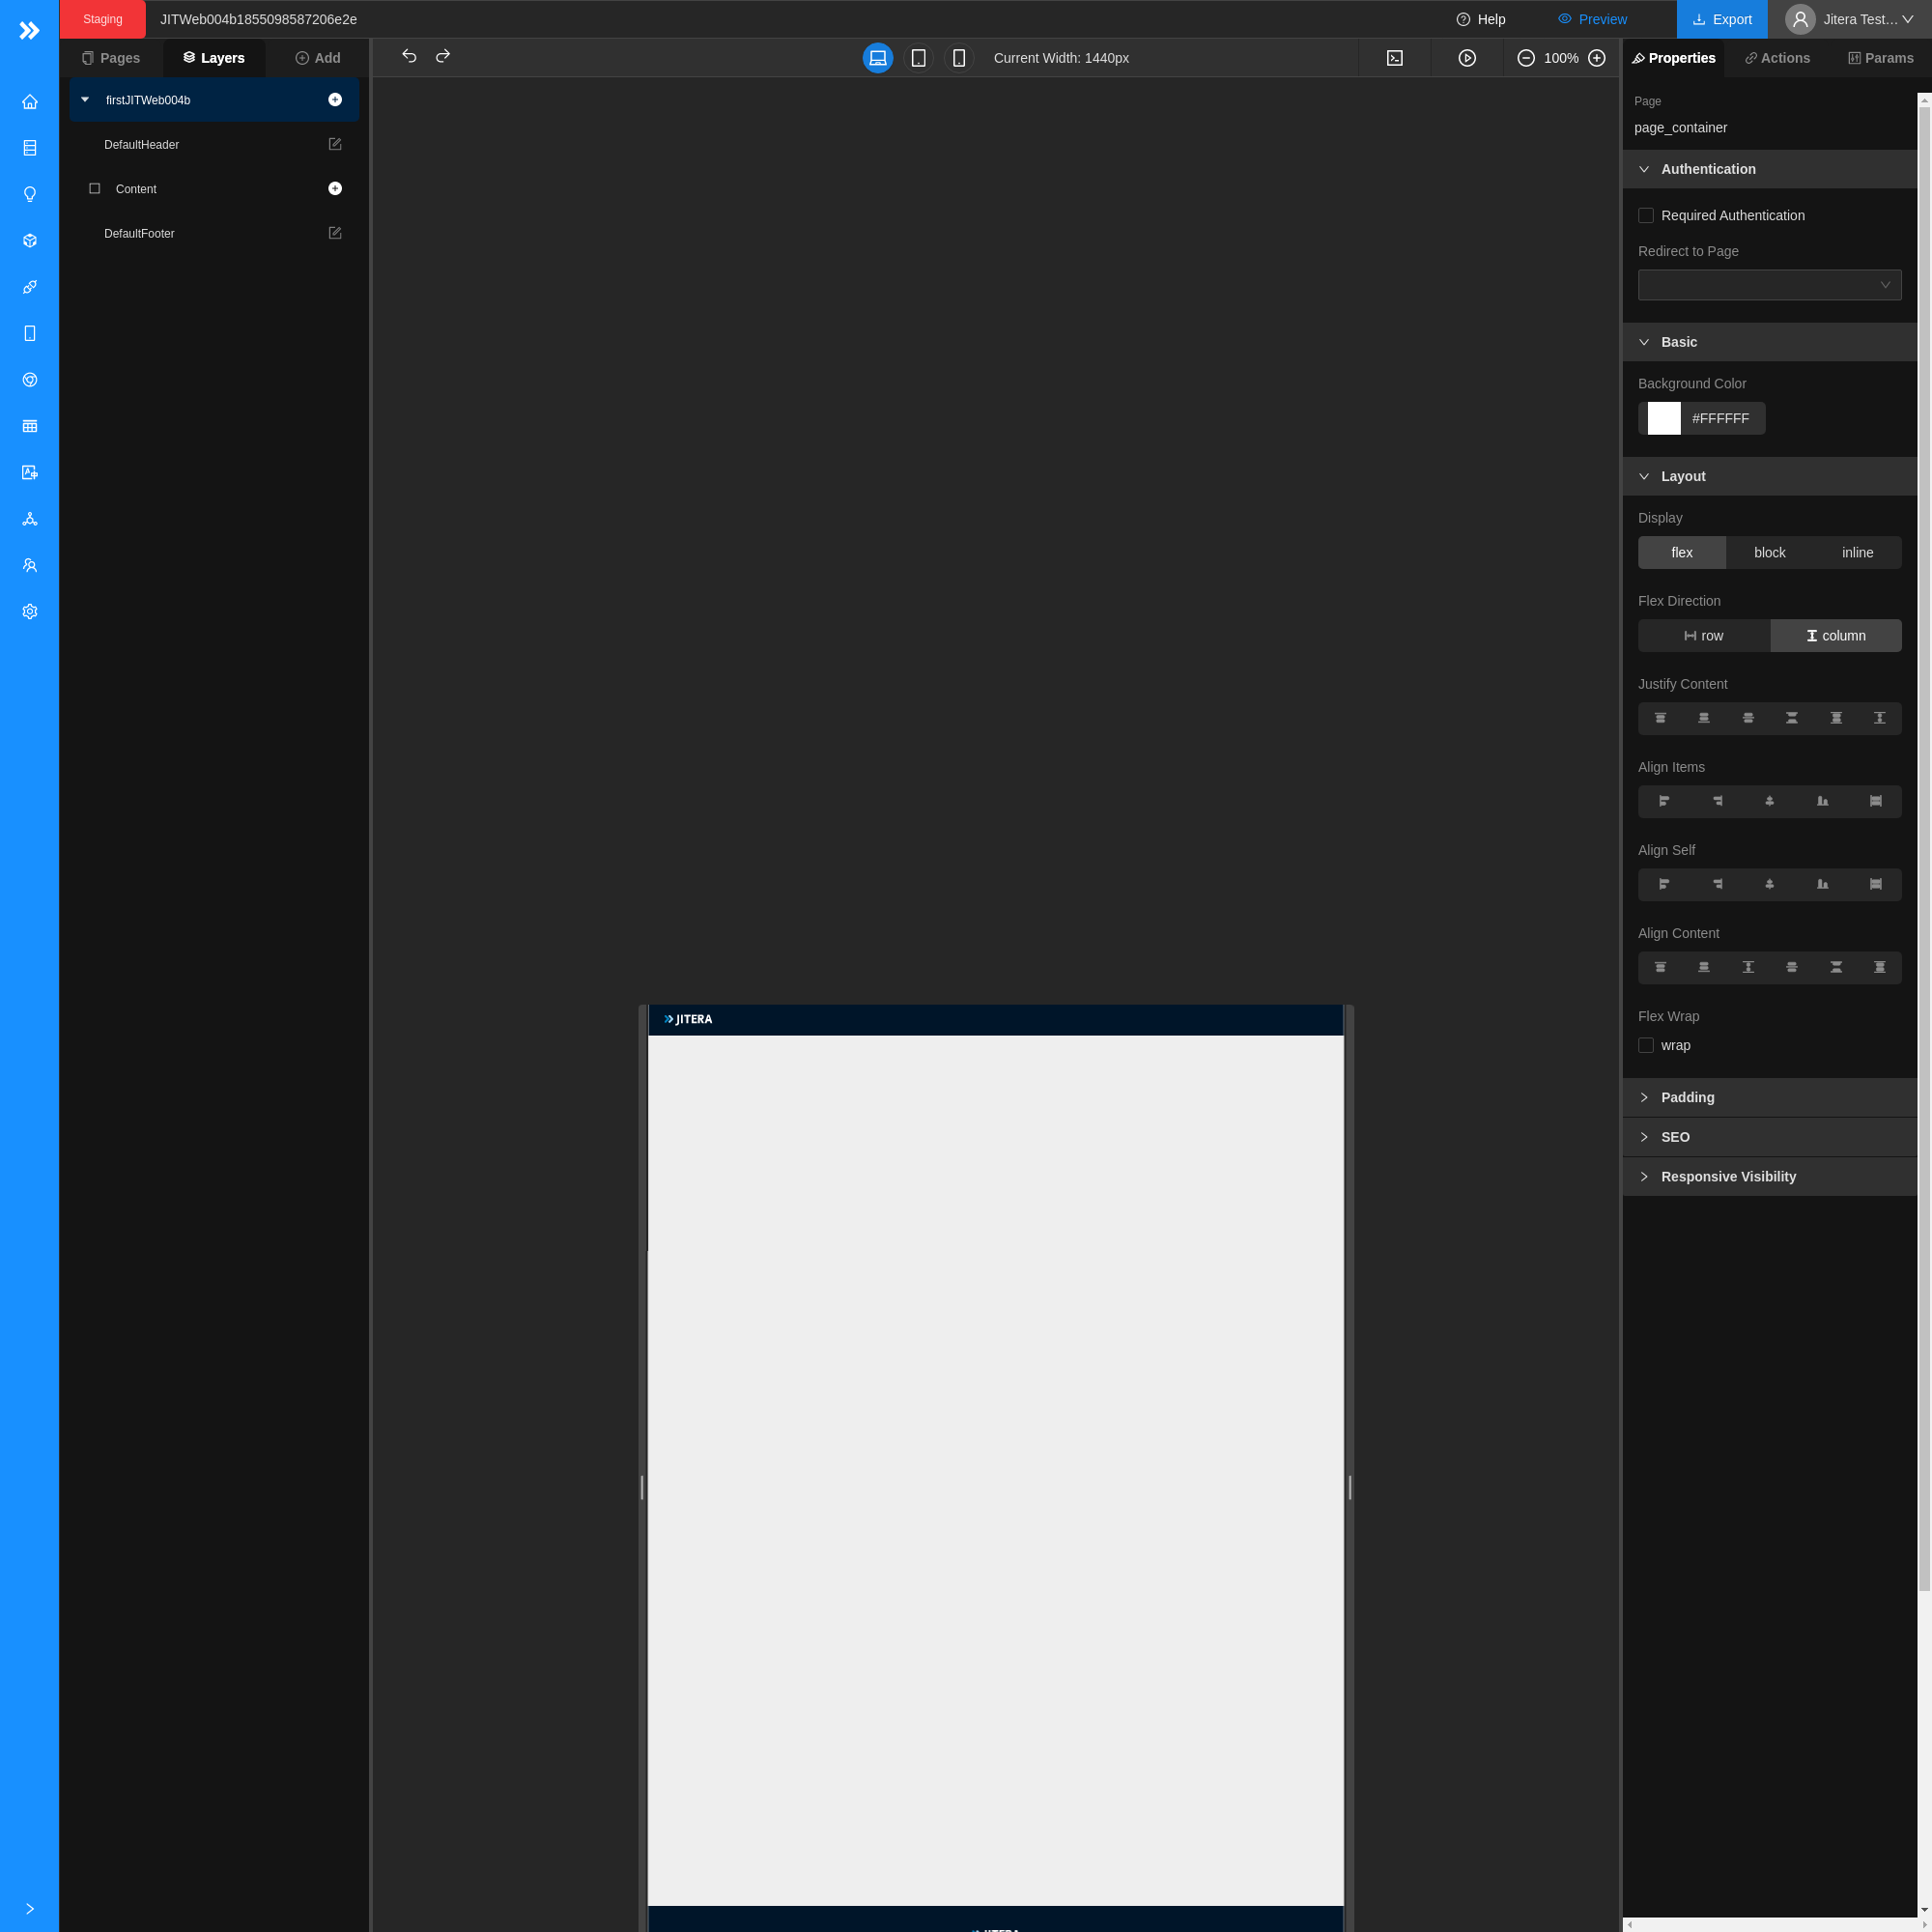 Staging
JITWeb004b1855098587206e2e
Help
Preview
Export
Jitera Test...
Pages
Layers
Add
Current Width: 1440px
100%
Properties
Actions
Params
firstJITWeb004b
DefaultHeader
Content
DefaultFooter
Page
page_container
Authentication
Required Authentication
Redirect to Page
Basic
Background Color
#FFFFFF
Layout
Display
flex block inline
Flex Direction
row column
Justify Content
Align Items
Align Self
Align Content
Flex Wrap
wrap
Padding
SEO
Responsive Visibility
JITERA